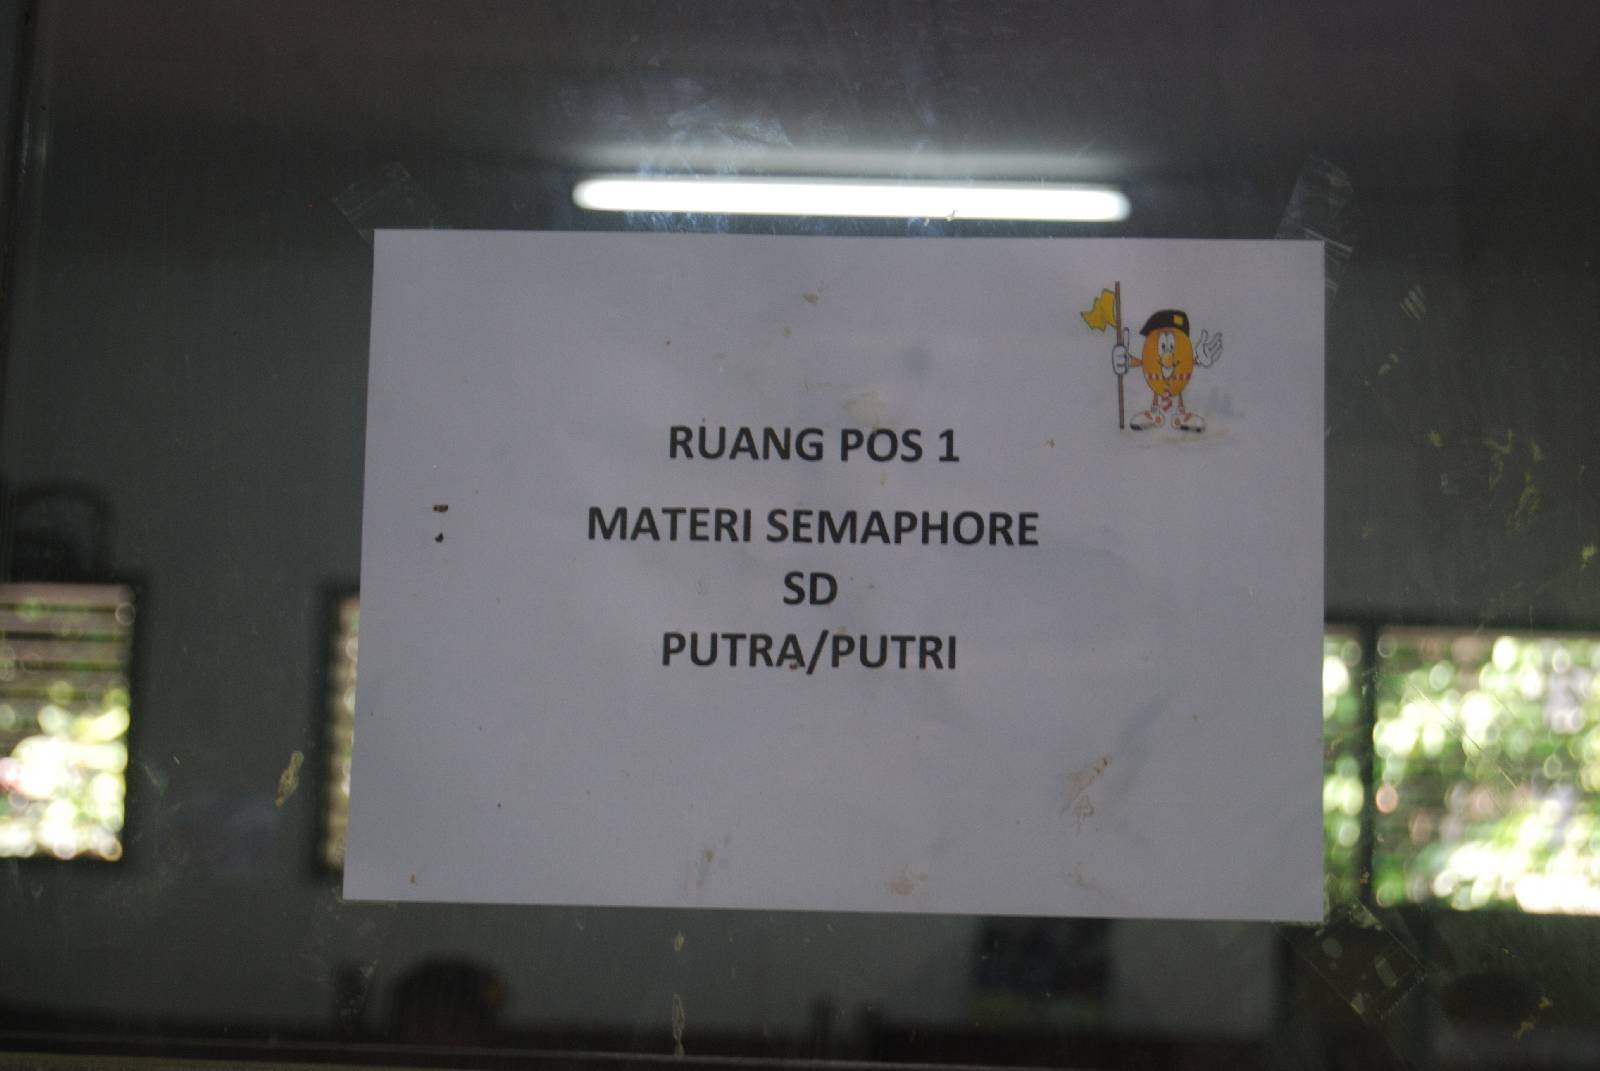 RUANG POS 1
MATERI SEMAPHORE
SD
PUTRA/PUTRI